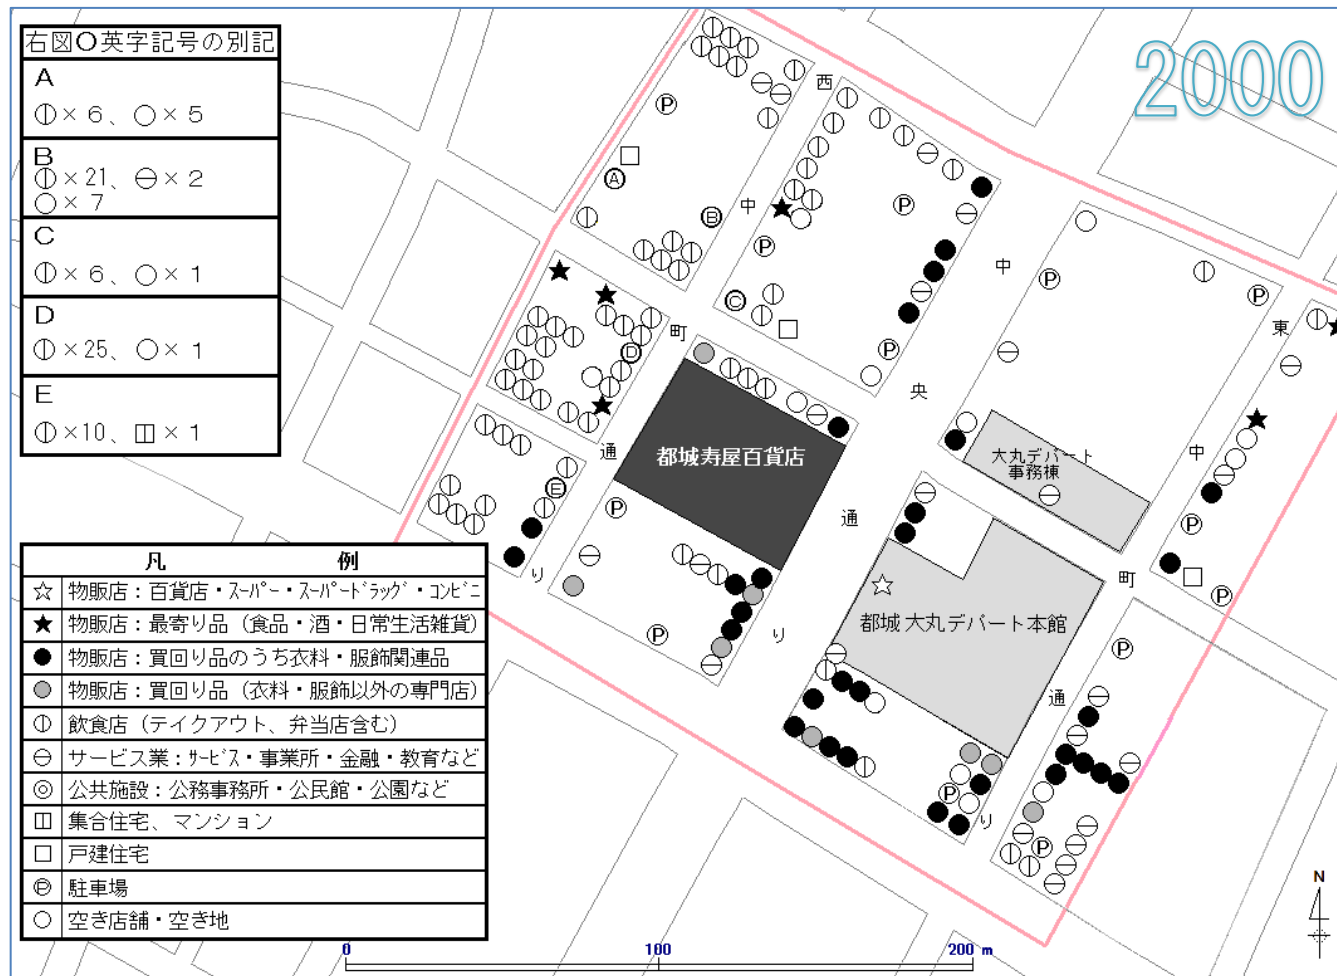 右図〇英字記号の別記
A
⦶×6、○×5
B
⦶×21、⊖×2
○×7
C
⦶×6、○×1
D
⦶×25、○×1
E
⦶×10、◫×1
2000
西
中
町
通
り
中
央
通
り
東
中
町
通
り
Ⓟ
Ⓐ
Ⓑ
Ⓟ
Ⓟ
Ⓒ
Ⓟ
Ⓟ
Ⓟ
Ⓓ
Ⓔ
都城寿屋百貨店
大丸デパート
事務棟
都城 大丸デパート本館
Ⓟ
Ⓟ
Ⓟ
Ⓟ
Ⓟ
Ⓟ
Ⓟ
凡 例
☆ 物販店：百貨店・スーパー・スーパードラッグ・コンビニ
★ 物販店：最寄り品（食品・酒・日常生活雑貨）
● 物販店：買回り品のうち衣料・服飾関連品
● 物販店：買回り品（衣料・服飾以外の専門店）
⦶ 飲食店（テイクアウト、弁当店含む）
⊖ サービス業：サービス・事業所・金融・教育など
◎ 公共施設：公務事務所・公民館・公園など
◫ 集合住宅、マンション
□ 戸建住宅
Ⓟ 駐車場
○ 空き店舗・空き地
0 100 200 m
N